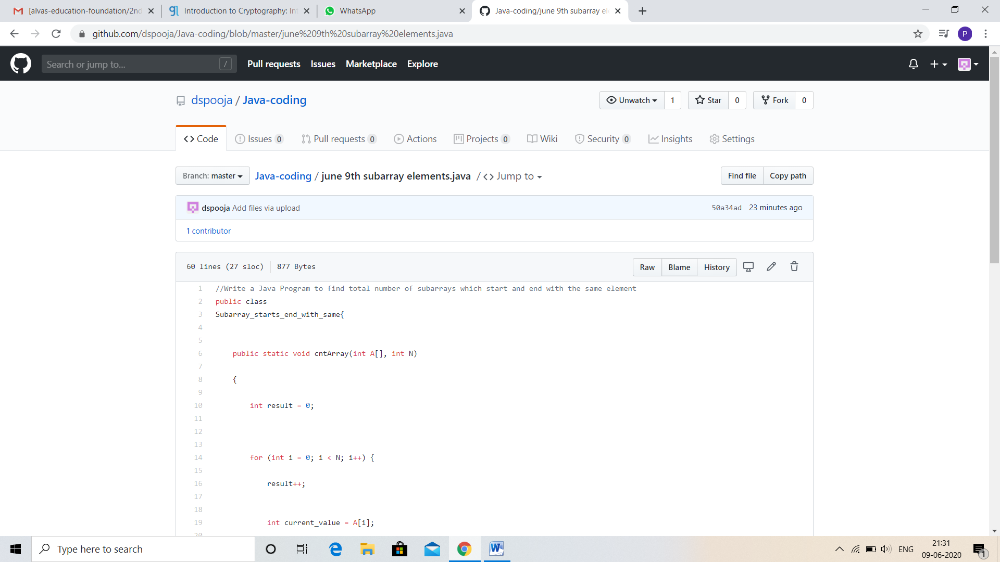 [alvas-education-foundation/2nd
Introduction to Cryptography: In
WhatsApp
Java-coding/june 9th subarray el
github.com/dspooja/Java-coding/blob/master/june%209th%20subarray%20elements.java
P
Search or jump to...
/
Pull requests
Issues
Marketplace
Explore
dspooja / Java-coding
Unwatch 1
Star 0
Fork 0
Code
Issues 0
Pull requests 0
Actions
Projects 0
Wiki
Security 0
Insights
Settings
Branch: master
Java-coding / june 9th subarray elements.java / <> Jump to
Find file
Copy path
dspooja Add files via upload
50a34ad 23 minutes ago
1 contributor
60 lines (27 sloc) 877 Bytes
Raw
Blame
History
1 //Write a Java Program to find total number of subarrays which start and end with the same element
2 public class
3 Subarray_starts_end_with_same{
4
5
6 public static void cntArray(int A[], int N)
7
8 {
9
10 int result = 0;
11
12
13
14 for (int i = 0; i < N; i++) {
15
16 result++;
17
18
19 int current_value = A[i];
20
Type here to search
ENG
21:31
09-06-2020
1